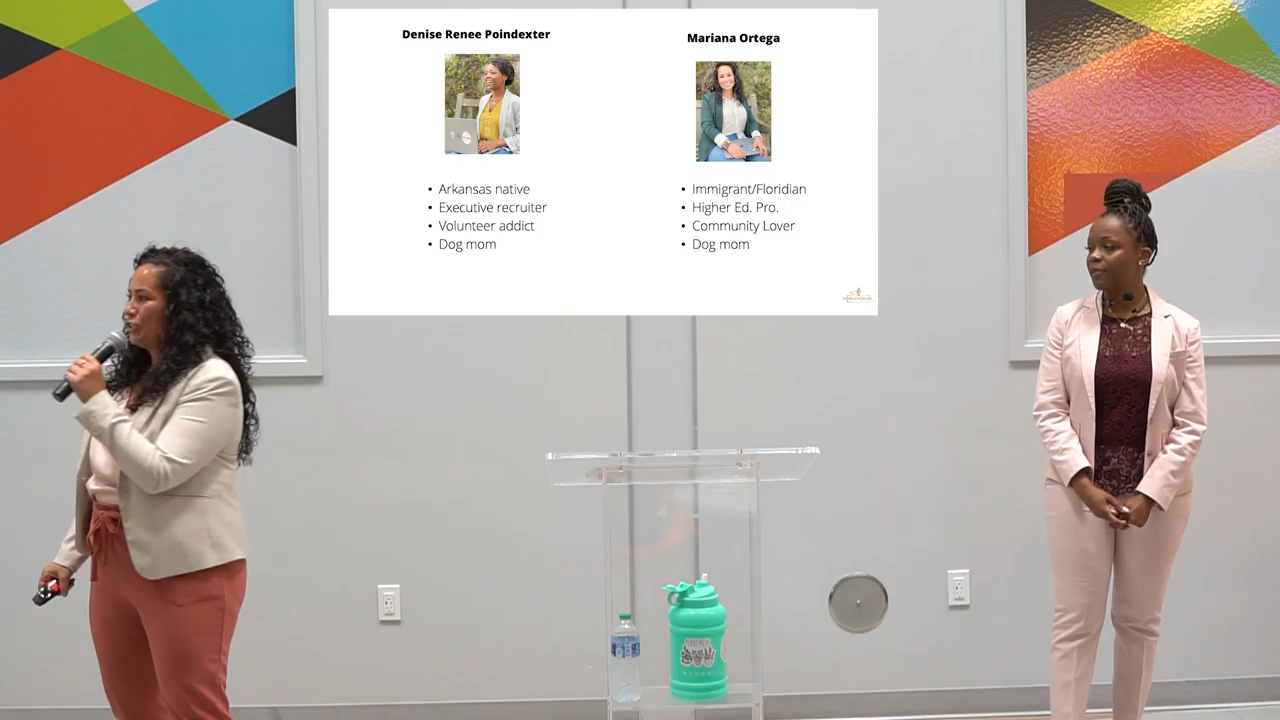 Denise Renee Poindexter
Arkansas native
Executive recruiter
Volunteer addict
Dog mom
Mariana Ortega
Immigrant/Floridian
Higher Ed. Pro.
Community Lover
Dog mom